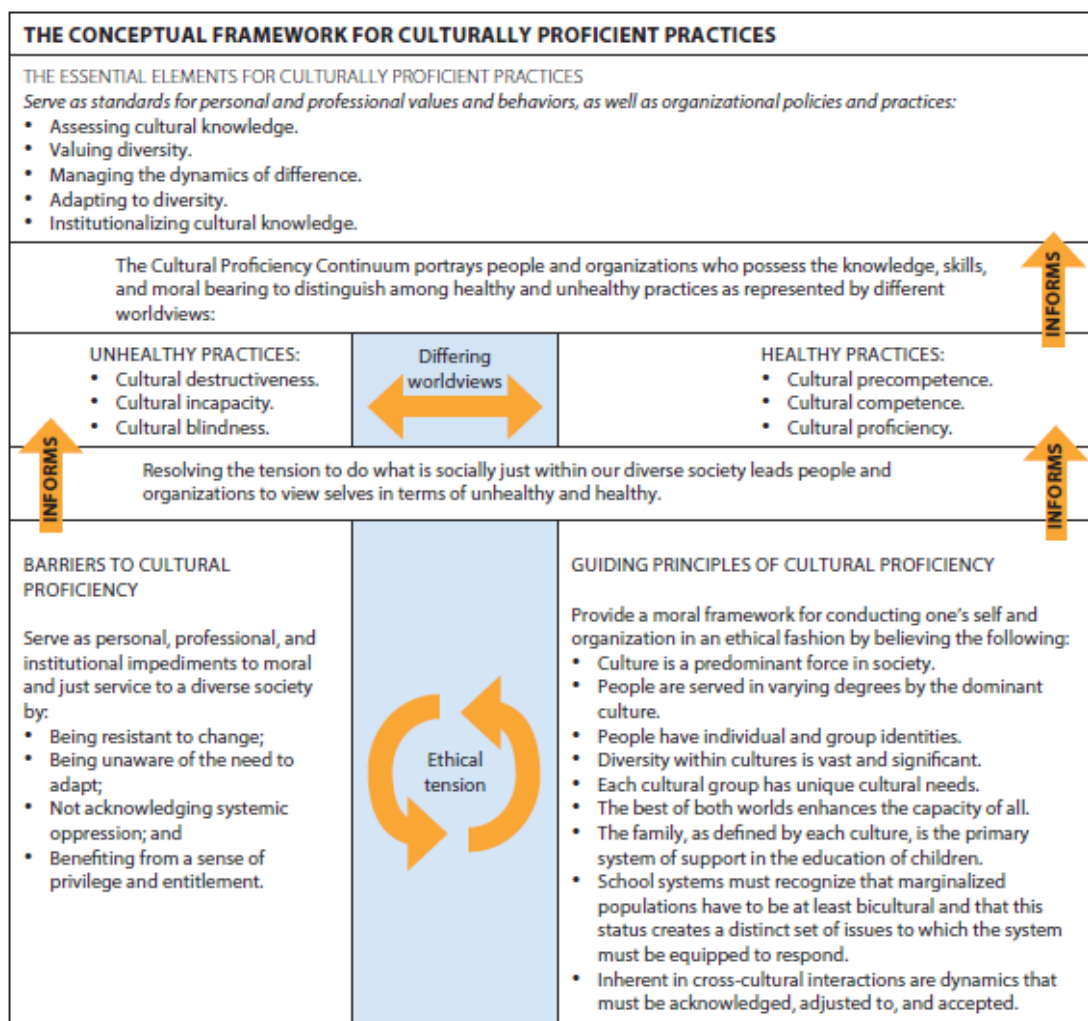 THE CONCEPTUAL FRAMEWORK FOR CULTURALLY PROFICIENT PRACTICES
THE ESSENTIAL ELEMENTS FOR CULTURALLY PROFICIENT PRACTICES
Serve as standards for personal and professional values and behaviors, as well as organizational policies and practices:
• Assessing cultural knowledge.
• Valuing diversity.
• Managing the dynamics of difference.
• Adapting to diversity.
• Institutionalizing cultural knowledge.
The Cultural Proficiency Continuum portrays people and organizations who possess the knowledge, skills,
and moral bearing to distinguish among healthy and unhealthy practices as represented by different
worldviews:
INFORMS
UNHEALTHY PRACTICES:
• Cultural destructiveness.
• Cultural incapacity.
• Cultural blindness.
Differing
worldviews
HEALTHY PRACTICES:
• Cultural precompetence.
• Cultural competence.
• Cultural proficiency.
INFORMS
Resolving the tension to do what is socially just within our diverse society leads people and
organizations to view selves in terms of unhealthy and healthy.
INFORMS
BARRIERS TO CULTURAL
PROFICIENCY
Serve as personal, professional, and
institutional impediments to moral
and just service to a diverse society
by:
• Being resistant to change;
• Being unaware of the need to
adapt;
• Not acknowledging systemic
oppression; and
• Benefiting from a sense of
privilege and entitlement.
Ethical
tension
GUIDING PRINCIPLES OF CULTURAL PROFICIENCY
Provide a moral framework for conducting one's self and
organization in an ethical fashion by believing the following:
• Culture is a predominant force in society.
• People are served in varying degrees by the dominant
culture.
• People have individual and group identities.
• Diversity within cultures is vast and significant.
• Each cultural group has unique cultural needs.
• The best of both worlds enhances the capacity of all.
• The family, as defined by each culture, is the primary
system of support in the education of children.
• School systems must recognize that marginalized
populations have to be at least bicultural and that this
status creates a distinct set of issues to which the system
must be equipped to respond.
• Inherent in cross-cultural interactions are dynamics that
must be acknowledged, adjusted to, and accepted.